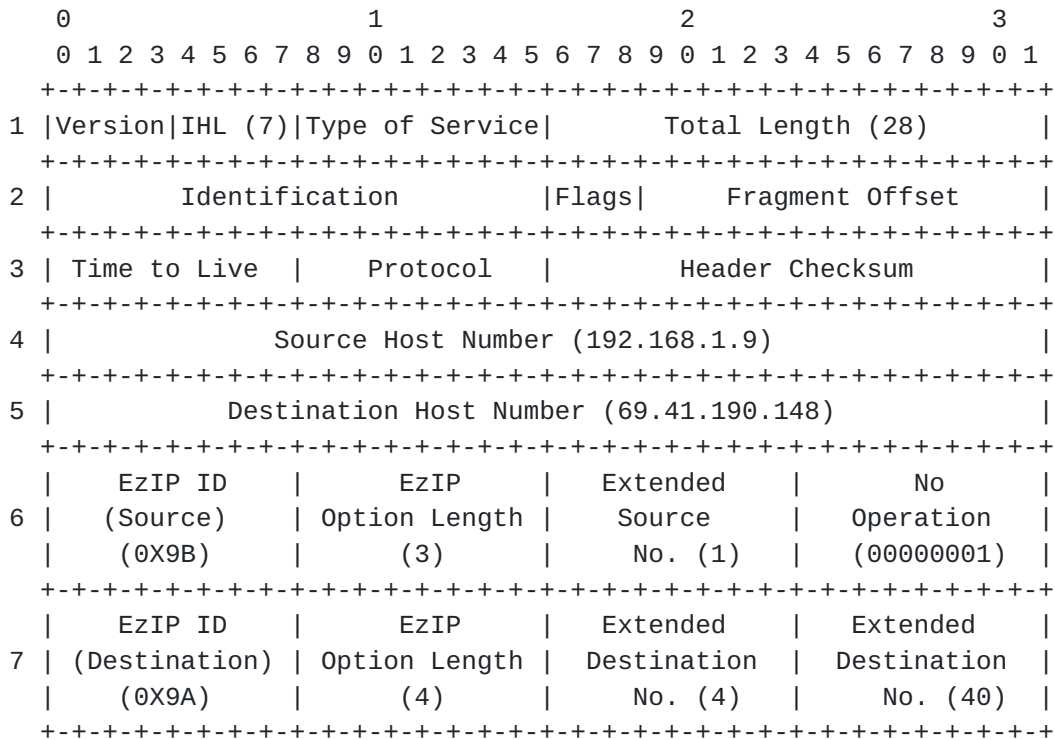 0                   1                   2                   3
 0 1 2 3 4 5 6 7 8 9 0 1 2 3 4 5 6 7 8 9 0 1 2 3 4 5 6 7 8 9 0 1
+-+-+-+-+-+-+-+-+-+-+-+-+-+-+-+-+-+-+-+-+-+-+-+-+-+-+-+-+-+-+-+-+
1 |Version|IHL (7)|Type of Service|       Total Length (28)       |
+-+-+-+-+-+-+-+-+-+-+-+-+-+-+-+-+-+-+-+-+-+-+-+-+-+-+-+-+-+-+-+-+
2 |        Identification         |Flags|     Fragment Offset     |
+-+-+-+-+-+-+-+-+-+-+-+-+-+-+-+-+-+-+-+-+-+-+-+-+-+-+-+-+-+-+-+-+
3 | Time to Live  |    Protocol   |        Header Checksum        |
+-+-+-+-+-+-+-+-+-+-+-+-+-+-+-+-+-+-+-+-+-+-+-+-+-+-+-+-+-+-+-+-+
4 |              Source Host Number (192.168.1.9)                 |
+-+-+-+-+-+-+-+-+-+-+-+-+-+-+-+-+-+-+-+-+-+-+-+-+-+-+-+-+-+-+-+-+
5 |           Destination Host Number (69.41.190.148)             |
+-+-+-+-+-+-+-+-+-+-+-+-+-+-+-+-+-+-+-+-+-+-+-+-+-+-+-+-+-+-+-+-+
|    EzIP ID    |      EzIP     |   Extended    |       No      |
6 |   (Source)    | Option Length |    Source     |   Operation   |
|    (0X9B)     |      (3)      |     No. (1)   |   (00000001)  |
+-+-+-+-+-+-+-+-+-+-+-+-+-+-+-+-+-+-+-+-+-+-+-+-+-+-+-+-+-+-+-+-+
|    EzIP ID    |      EzIP     |   Extended    |   Extended    |
7 | (Destination) | Option Length |  Destination  |  Destination  |
|    (0X9A)     |      (4)      |     No. (4)   |     No. (40)  |
+-+-+-+-+-+-+-+-+-+-+-+-+-+-+-+-+-+-+-+-+-+-+-+-+-+-+-+-+-+-+-+-+